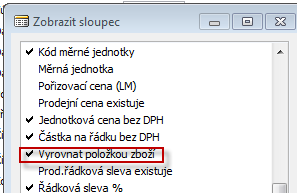 Zobrazit sloupec
Kód měrné jednotky
Měrná jednotka
Pořizovací cena (LM)
Prodejní cena existuje
Jednotková cena bez DPH
Částka na řádku bez DPH
Vyrovnat položkou zboží
Prod.řádková sleva existuje
Řádková sleva %